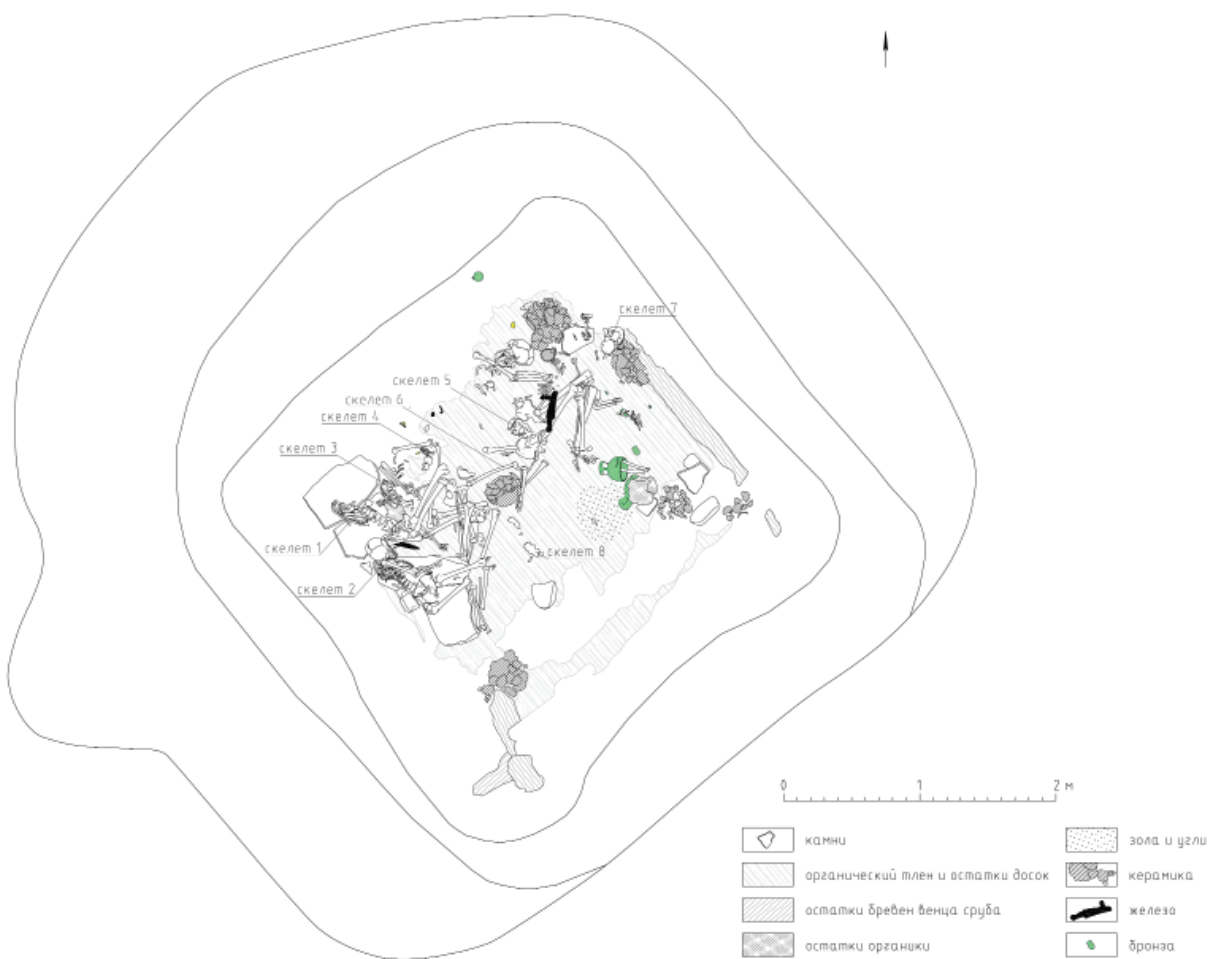 скелет 7
скелет 5
скелет 6
скелет 4
скелет 3
скелет 1
скелет 8
скелет 2
0 1 2 м
камни
органический тлен и остатки досок
остатки бревен венца сруба
остатки органики
зола и угли
керамика
железо
бронза